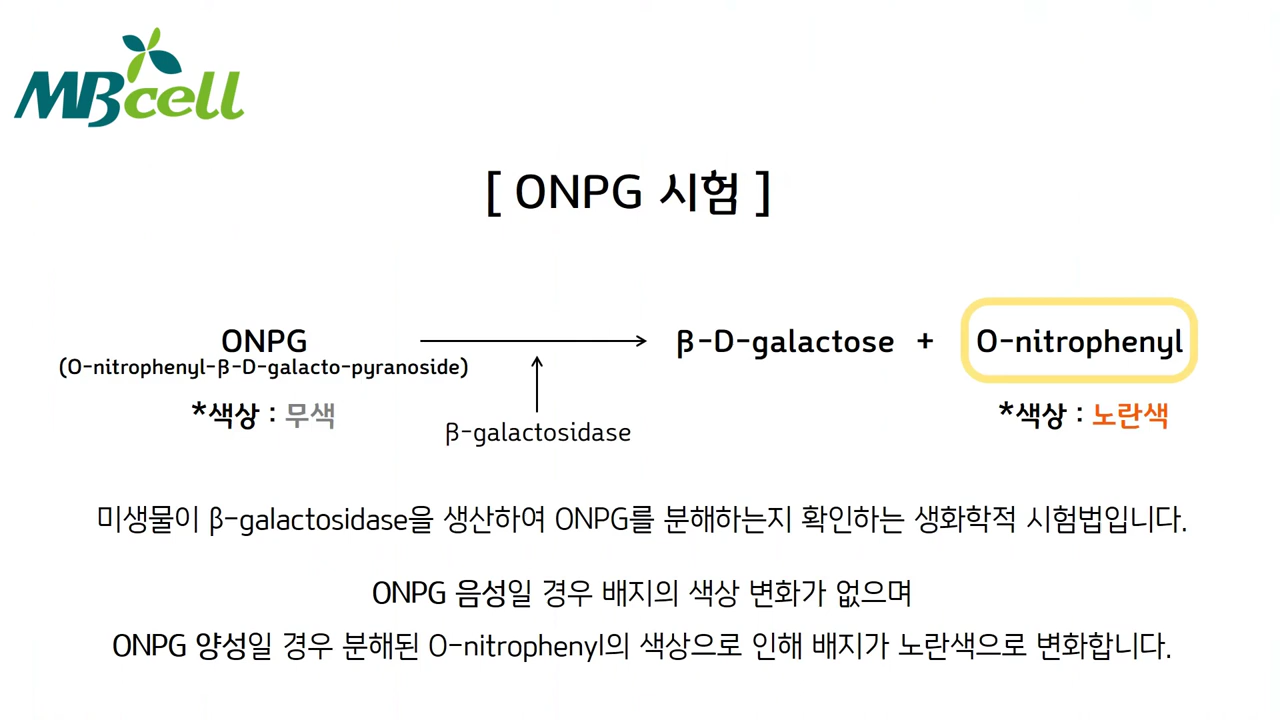 MBcell
[ ONPG 시험 ]
ONPG
(O-nitrophenyl-β-D-galacto-pyranoside)
*색상 : 무색
β-galactosidase
β-D-galactose + O-nitrophenyl
*색상 : 노란색
미생물이 β-galactosidase을 생산하여 ONPG를 분해하는지 확인하는 생화학적 시험법입니다.
ONPG 음성일 경우 배지의 색상 변화가 없으며
ONPG 양성일 경우 분해된 O-nitrophenyl의 색상으로 인해 배지가 노란색으로 변화합니다.